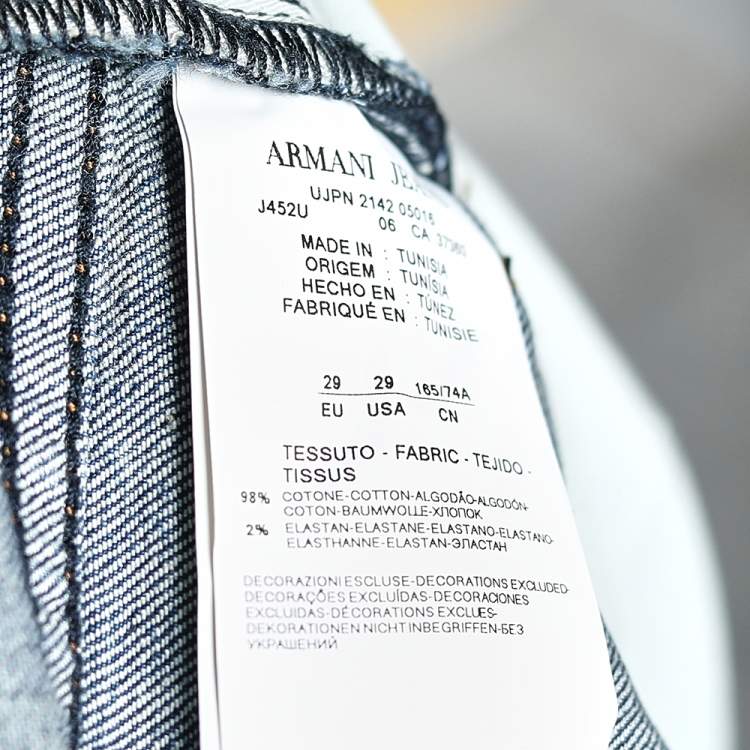 ARMANI
UJPN 2142 05016
J452U 06 CA
MADE IN : TUNISIA
ORIGEM : TUNÍSIA
HECHO EN : TÚNEZ
FABRIQUÉ EN : TUNISIE
29 29 165/74A
EU USA CN
TESSUTO - FABRIC - TEJIDO -
TISSUS
98% COTONE-COTTON-ALGODÃO-ALGODÓN-
COTON-BAUMWOLLE-ХЛОПОК
2% ELASTAN-ELASTANE-ELASTANO-ELASTANO-
ELASTHANNE-ELASTAN-ЭЛАСТАН
DECORAZIONI ESCLUSE-DECORATIONS EXCLUDED-
DECORAÇÕES EXCLUÍDAS-DECORACIONES
EXCLUIDAS-DÉCORATIONS EXCLUES-
DEKORATIONEN NICHT INBEGRIFFEN-БЕЗ
УКРАШЕНИЙ